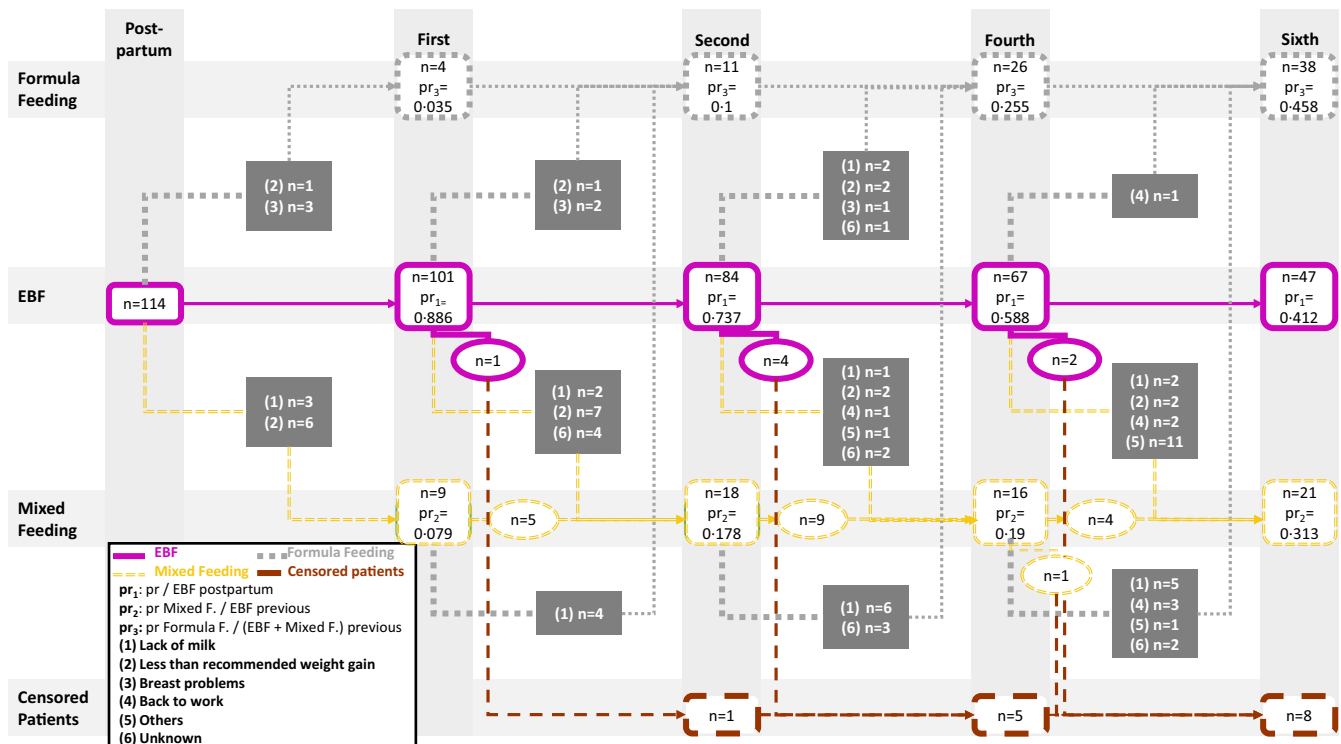 Post-
partum
First
Second
Fourth
Sixth
Formula
Feeding
n=4
pr3=
0·035
n=11
pr3=
0·1
n=26
pr3=
0·255
n=38
pr3=
0·458
(2) n=1
(3) n=3
(2) n=1
(3) n=2
(1) n=2
(2) n=2
(3) n=1
(6) n=1
(4) n=1
EBF
n=114
n=101
pr1=
0·886
n=84
pr1=
0·737
n=67
pr1=
0·588
n=47
pr1=
0·412
n=1
n=4
n=2
(1) n=3
(2) n=6
(1) n=2
(2) n=7
(6) n=4
(1) n=1
(2) n=2
(4) n=1
(5) n=1
(6) n=2
(1) n=2
(2) n=2
(4) n=2
(5) n=11
Mixed
Feeding
n=9
pr2=
0·079
n=5
n=18
pr2=
0·178
n=9
n=16
pr2=
0·19
n=4
n=21
pr2=
0·313
n=1
(1) n=4
(1) n=6
(6) n=3
(1) n=5
(4) n=3
(5) n=1
(6) n=2
EBF
Formula Feeding
Mixed Feeding
Censored patients
pr1: pr / EBF postpartum
pr2: pr Mixed F. / EBF previous
pr3: pr Formula F. / (EBF + Mixed F.) previous
(1) Lack of milk
(2) Less than recommended weight gain
(3) Breast problems
(4) Back to work
(5) Others
(6) Unknown
Censored
Patients
n=1
n=5
n=8